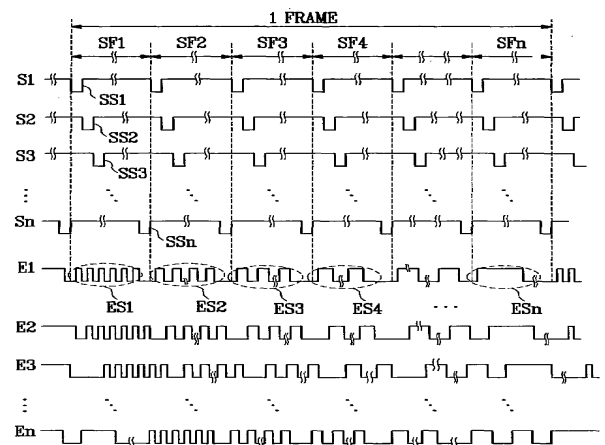 1 FRAME
SF1 SF2 SF3 SF4 SFn
S1
SS1
S2
SS2
S3
SS3
Sn
SSn
E1
ES1 ES2 ES3 ES4 ESn
E2
E3
En